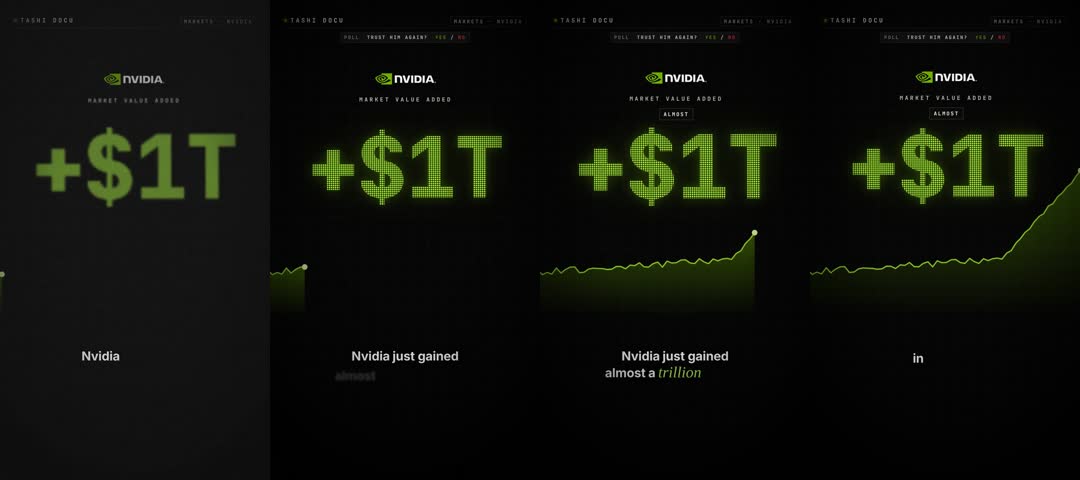 TASHI DOCU
MARKETS · NVIDIA
NVIDIA
MARKET VALUE ADDED
+$1T
Nvidia
TASHI DOCU
MARKETS · NVIDIA
POLL TRUST HIM AGAIN? YES / NO
NVIDIA
MARKET VALUE ADDED
+$1T
Nvidia just gained
almost
TASHI DOCU
MARKETS · NVIDIA
POLL TRUST HIM AGAIN? YES / NO
NVIDIA
MARKET VALUE ADDED
ALMOST
+$1T
Nvidia just gained
almost a trillion
TASHI DOCU
MARKETS · NVIDIA
POLL TRUST HIM AGAIN? YES / NO
NVIDIA
MARKET VALUE ADDED
ALMOST
+$1T
in